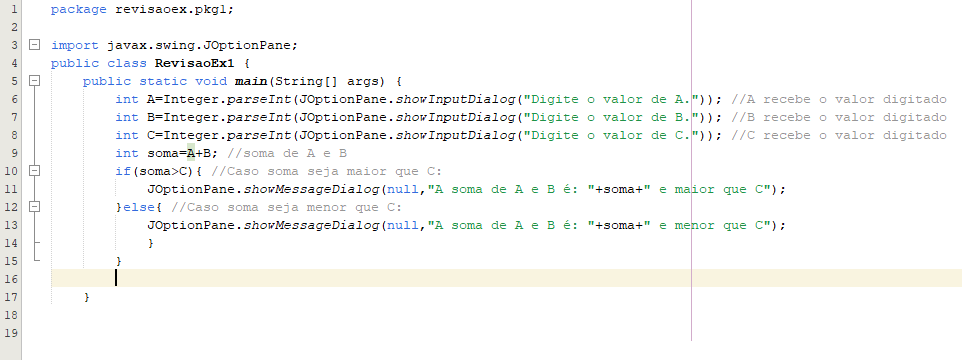 1 package revisaoex.pkg1;
2
3 import javax.swing.JOptionPane;
4 public class RevisaoEx1 {
5 public static void main(String[] args) {
6 int A=Integer.parseInt(JOptionPane.showInputDialog("Digite o valor de A.")); //A recebe o valor digitado
7 int B=Integer.parseInt(JOptionPane.showInputDialog("Digite o valor de B.")); //B recebe o valor digitado
8 int C=Integer.parseInt(JOptionPane.showInputDialog("Digite o valor de C.")); //C recebe o valor digitado
9 int soma=A+B; //soma de A e B
10 if(soma>C){ //Caso soma seja maior que C:
11 JOptionPane.showMessageDialog(null,"A soma de A e B é: "+soma+" e maior que C");
12 }else{ //Caso soma seja menor que C:
13 JOptionPane.showMessageDialog(null,"A soma de A e B é: "+soma+" e menor que C");
14 }
15 }
16
17 }
18
19